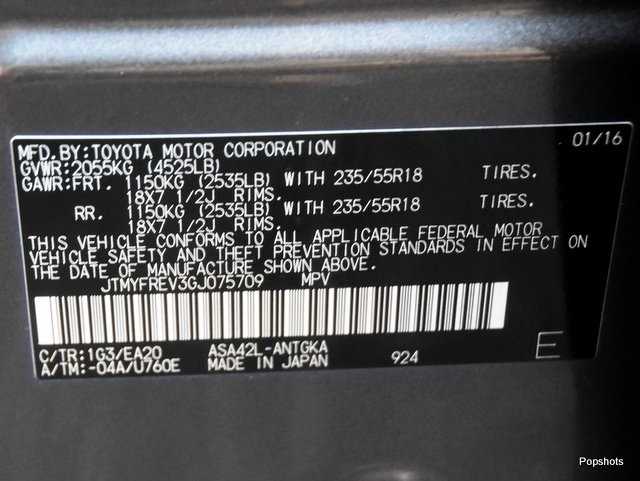 MFD.BY:TOYOTA MOTOR CORPORATION 01/16
GVWR:2055KG (4525LB)
GAWR:FRT. 1150KG (2535LB) WITH 235/55R18 TIRES.
18X7 1/2J RIMS.
RR. 1150KG (2535LB) WITH 235/55R18 TIRES.
18X7 1/2J RIMS.
THIS VEHICLE CONFORMS TO ALL APPLICABLE FEDERAL MOTOR
VEHICLE SAFETY AND THEFT PREVENTION STANDARDS IN EFFECT ON
THE DATE OF MANUFACTURE SHOWN ABOVE.
JTMYFREV3GJ075709 MPV
C/TR:1G3/EA20 ASA42L-ANTGKA
A/TM:-04A/U760E MADE IN JAPAN 924 E
Popshots